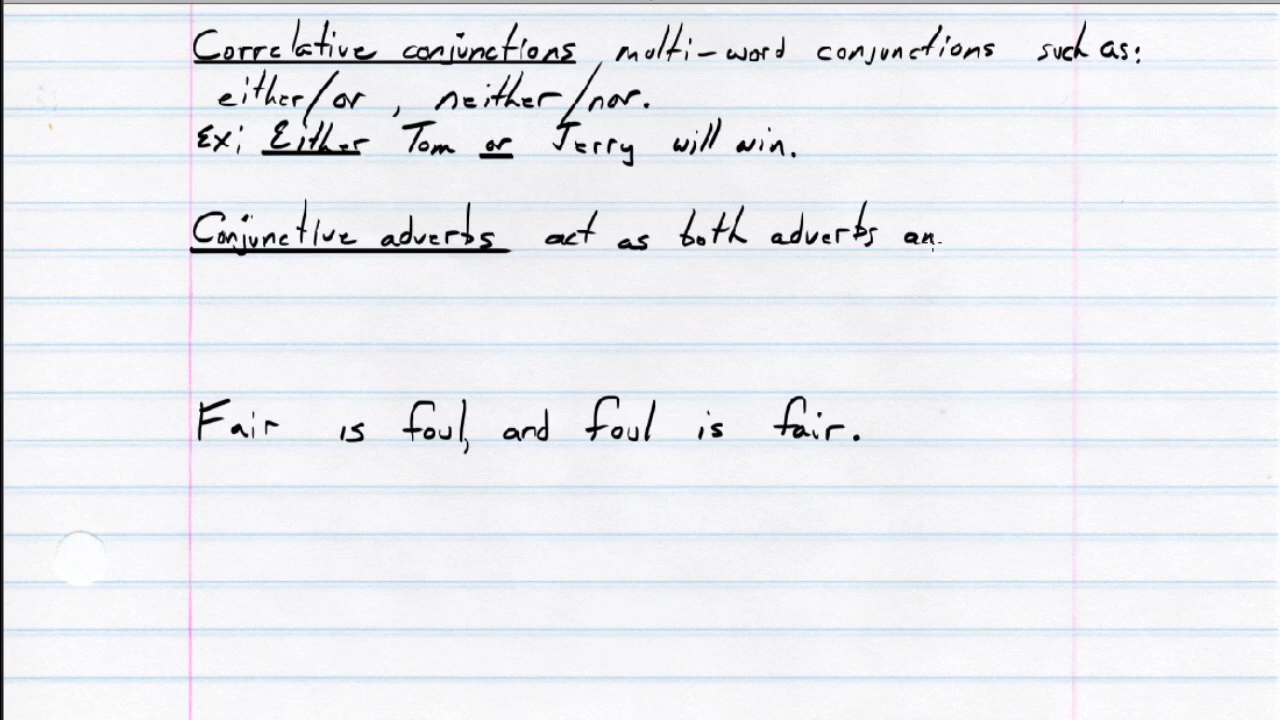 Correlative conjunctions, multi-word conjunctions such as:
either/or, neither/nor.
Ex: Either Tom or Jerry will win.
Conjunctive adverbs act as both adverbs an
Fair is foul, and foul is fair.